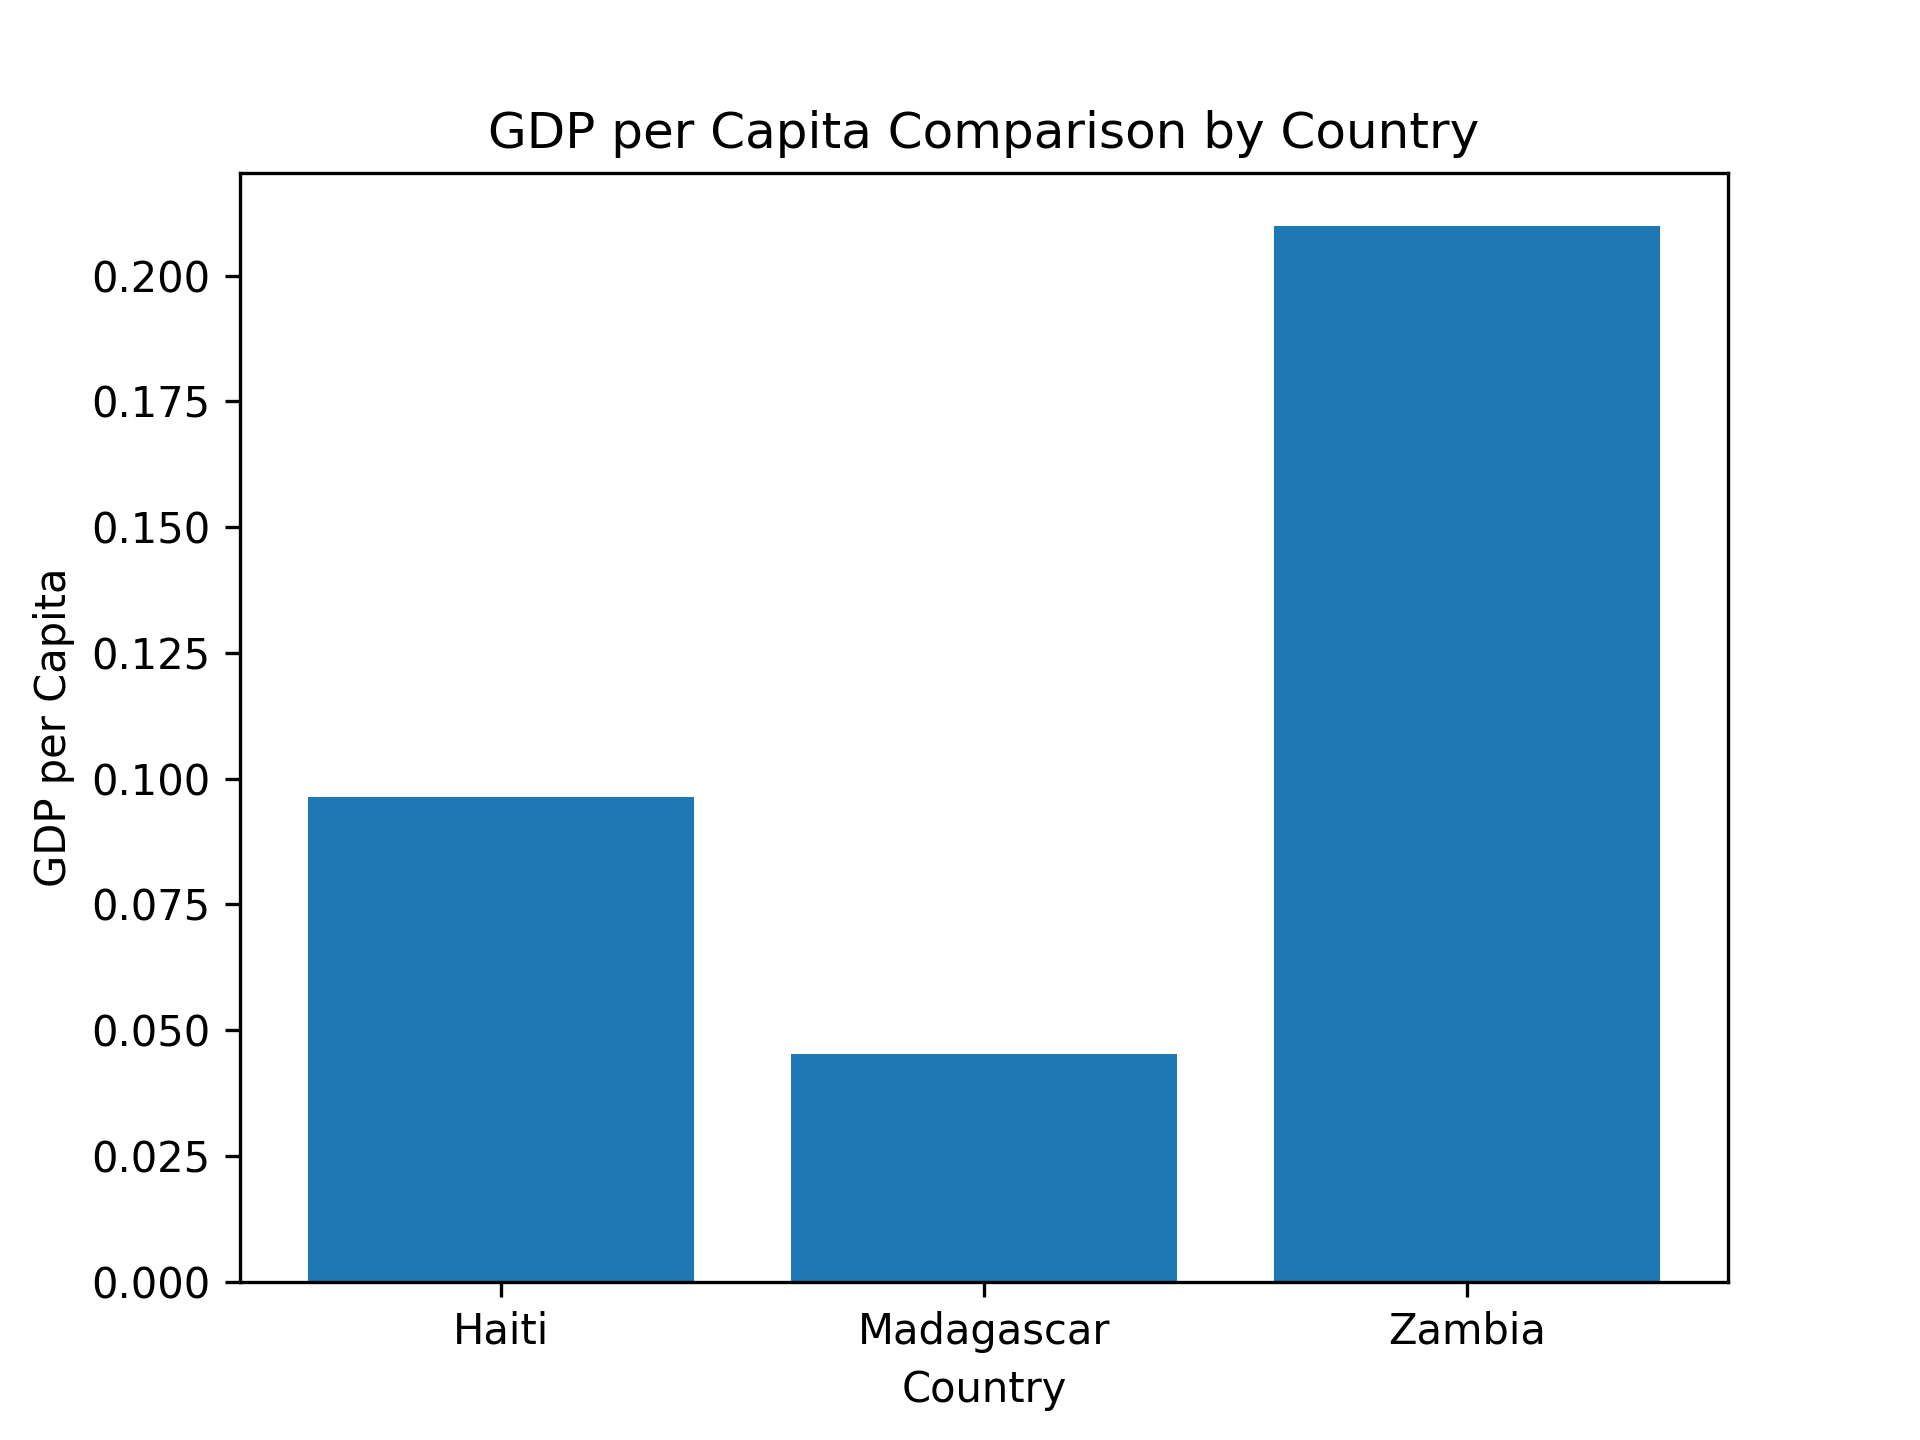 GDP per Capita Comparison by Country
0.200
0.175
0.150
0.125
0.100
0.075
0.050
0.025
0.000
GDP per Capita
Haiti Madagascar Zambia
Country